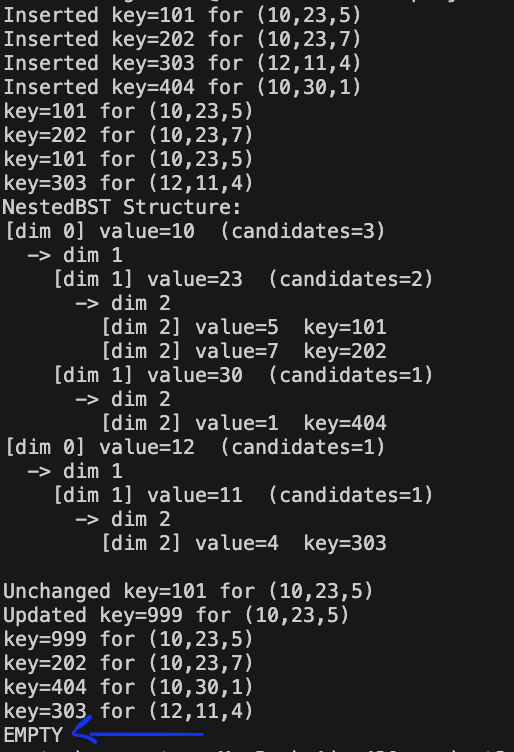 Inserted key=101 for (10,23,5)
Inserted key=202 for (10,23,7)
Inserted key=303 for (12,11,4)
Inserted key=404 for (10,30,1)
key=101 for (10,23,5)
key=202 for (10,23,7)
key=101 for (10,23,5)
key=303 for (12,11,4)
NestedBST Structure:
[dim 0] value=10  (candidates=3)
  -> dim 1
    [dim 1] value=23  (candidates=2)
      -> dim 2
        [dim 2] value=5  key=101
        [dim 2] value=7  key=202
    [dim 1] value=30  (candidates=1)
      -> dim 2
        [dim 2] value=1  key=404
[dim 0] value=12  (candidates=1)
  -> dim 1
    [dim 1] value=11  (candidates=1)
      -> dim 2
        [dim 2] value=4  key=303

Unchanged key=101 for (10,23,5)
Updated key=999 for (10,23,5)
key=999 for (10,23,5)
key=202 for (10,23,7)
key=404 for (10,30,1)
key=303 for (12,11,4)
EMPTY